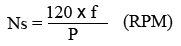 Ns = 120 x f / P (RPM)